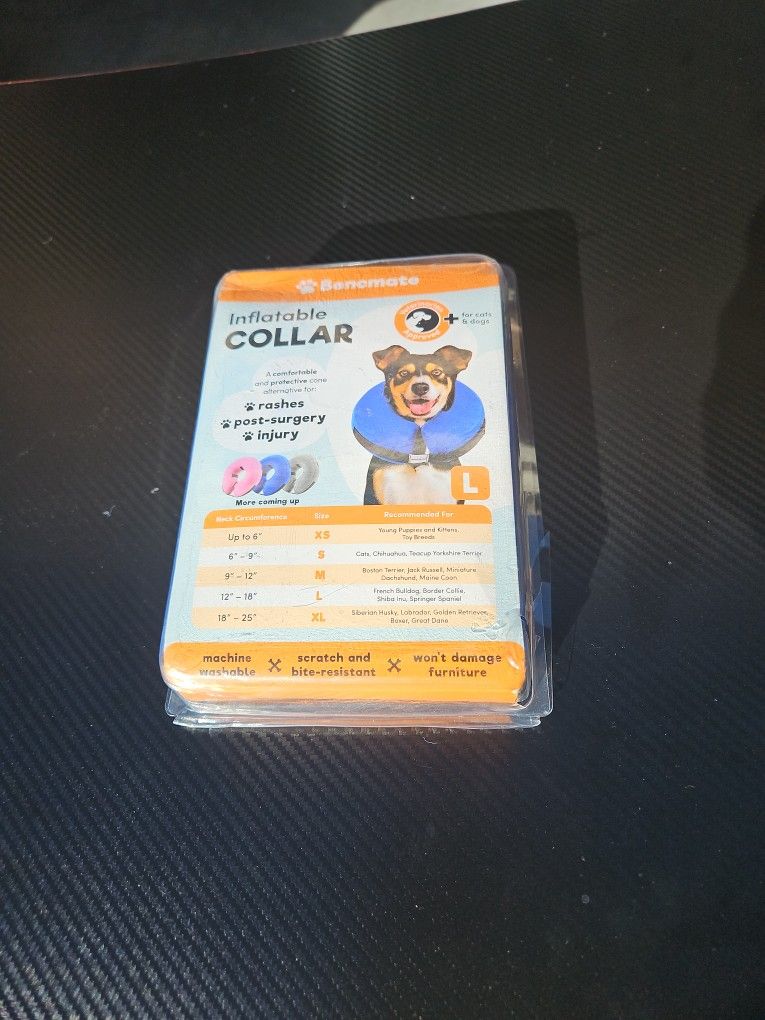 Bencmate
Inflatable
COLLAR
Veterinarian
Approved
+ for cats
& dogs
A comfortable
and protective cone
alternative for:
rashes
post-surgery
injury
More coming up
L
Neck Circumference Size Recommended For
Up to 6" XS Young Puppies and Kittens,
Toy Breeds
6" – 9" S Cats, Chihuahua, Teacup Yorkshire Terrier
9" – 12" M Boston Terrier, Jack Russell, Miniature
Dachshund, Maine Coon
12" – 18" L French Bulldog, Border Collie,
Shiba Inu, Springer Spaniel
18" – 25" XL Siberian Husky, Labrador, Golden Retriever,
Boxer, Great Dane
machine
washable
scratch and
bite-resistant
won't damage
furniture